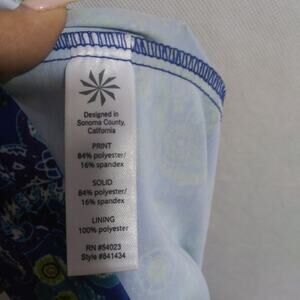 Designed in
Sonoma County,
California
PRINT
84% polyester/
16% spandex
SOLID
84% polyester/
16% spandex
LINING
100% polyester
RN #54023
Style #841434